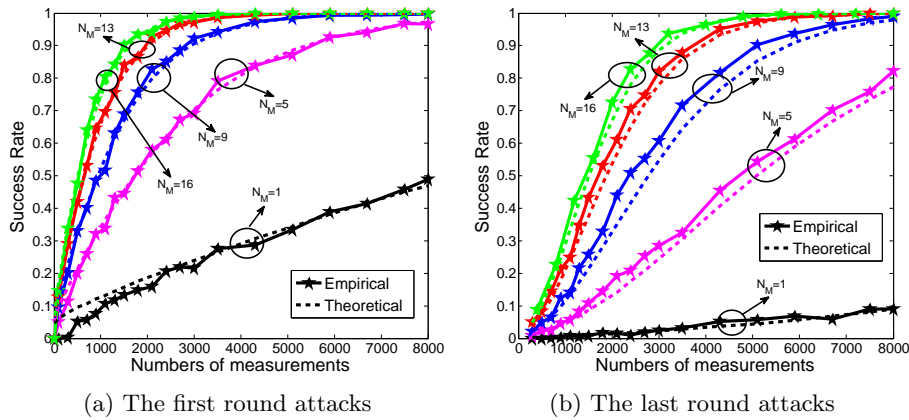 Success Rate
1
0.9
0.8
0.7
0.6
0.5
0.4
0.3
0.2
0.1
0
N_M=13
N_M=9
N_M=5
N_M=16
N_M=1
Empirical
Theoretical
0 1000 2000 3000 4000 5000 6000 7000 8000
Numbers of measurements
(a) The first round attacks
Success Rate
1
0.9
0.8
0.7
0.6
0.5
0.4
0.3
0.2
0.1
0
N_M=13
N_M=9
N_M=16
N_M=5
Empirical
Theoretical
N_M=1
0 1000 2000 3000 4000 5000 6000 7000 8000
Numbers of measurements
(b) The last round attacks